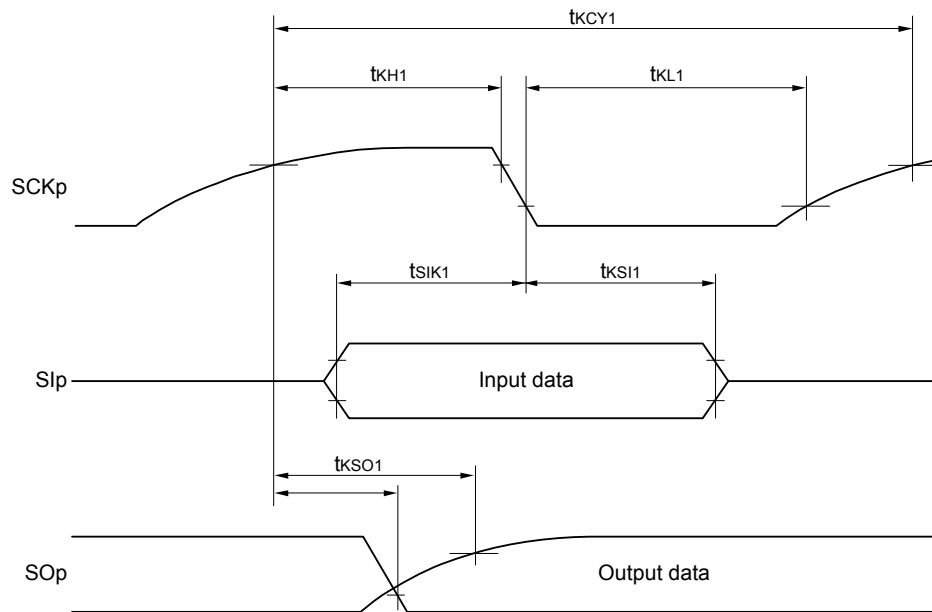 tKCY1
tKH1
tKL1
SCKp
tSIK1
tKSI1
SIp
Input data
tKSO1
SOp
Output data